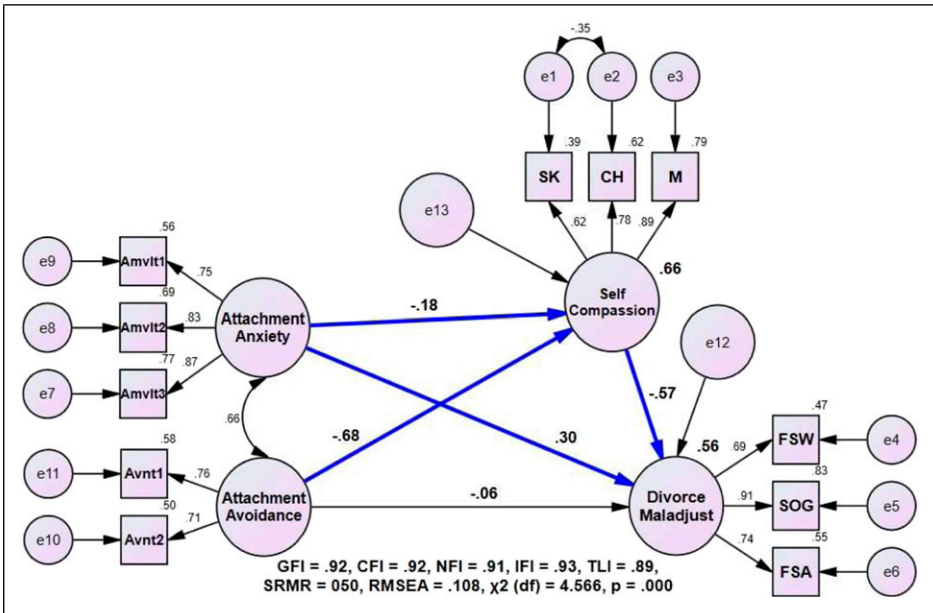 -.35
e1 e2 e3
.39 .62 .79
SK CH M
e13
.62 .78 .89
.56
e9 Amvlt1
.75
Self
Compassion
.66
.69
e8 Amvlt2
.83
Attachment
Anxiety
-.18
e12
.77 .87
e7 Amvlt3
.66
-.68
.30
-.57
.58
e11 Avnt1
.76
.47
FSW e4
.56 .69
.83
Attachment
Avoidance
-.06
Divorce
Maladjust
.91
SOG e5
.50
e10 Avnt2
.71
.74
.55
FSA e6
GFI = .92, CFI = .92, NFI = .91, IFI = .93, TLI = .89,
SRMR = 050, RMSEA = .108, χ2 (df) = 4.566, p = .000